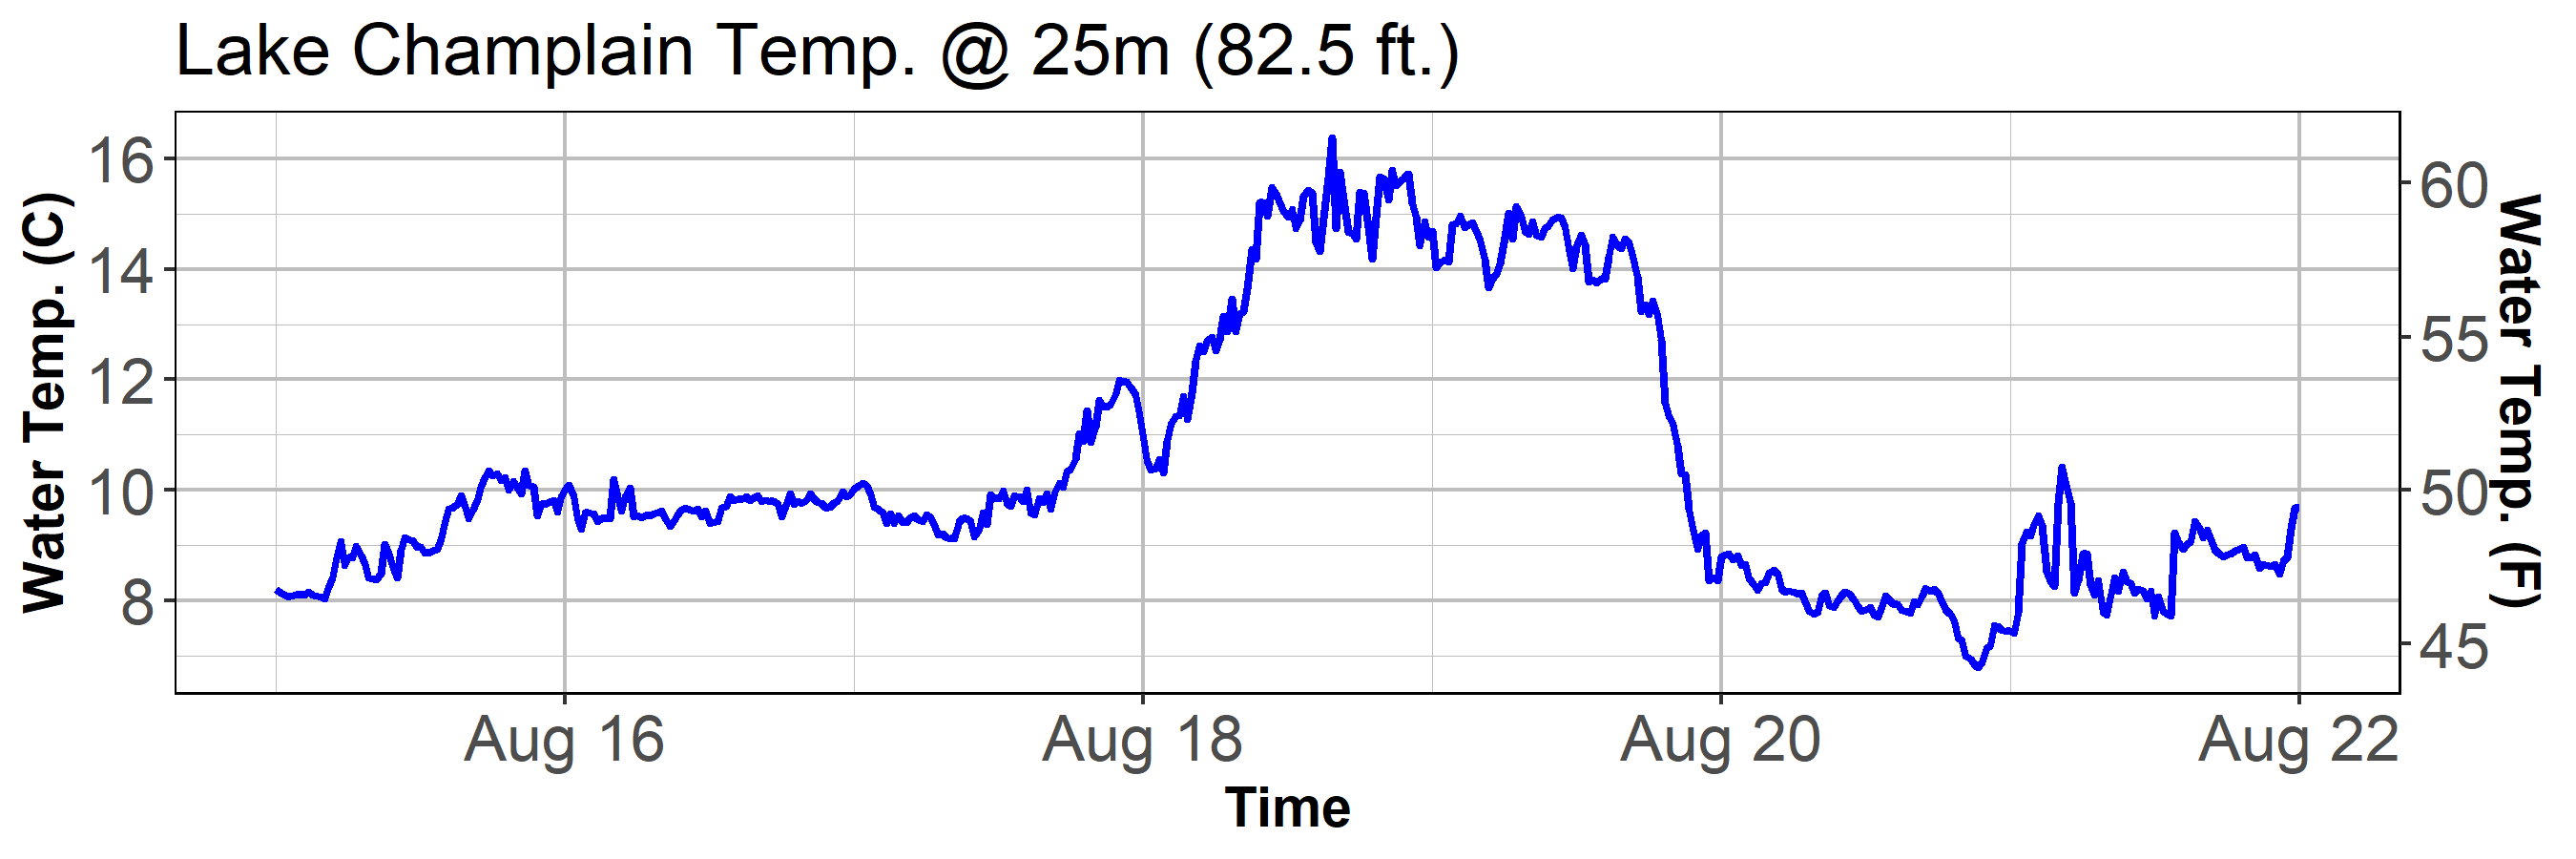 Lake Champlain Temp. @ 25m (82.5 ft.)
Water Temp. (C)
16
14
12
10
8
60
55
50
45
Water Temp. (F)
Aug 16 Aug 18 Aug 20 Aug 22
Time